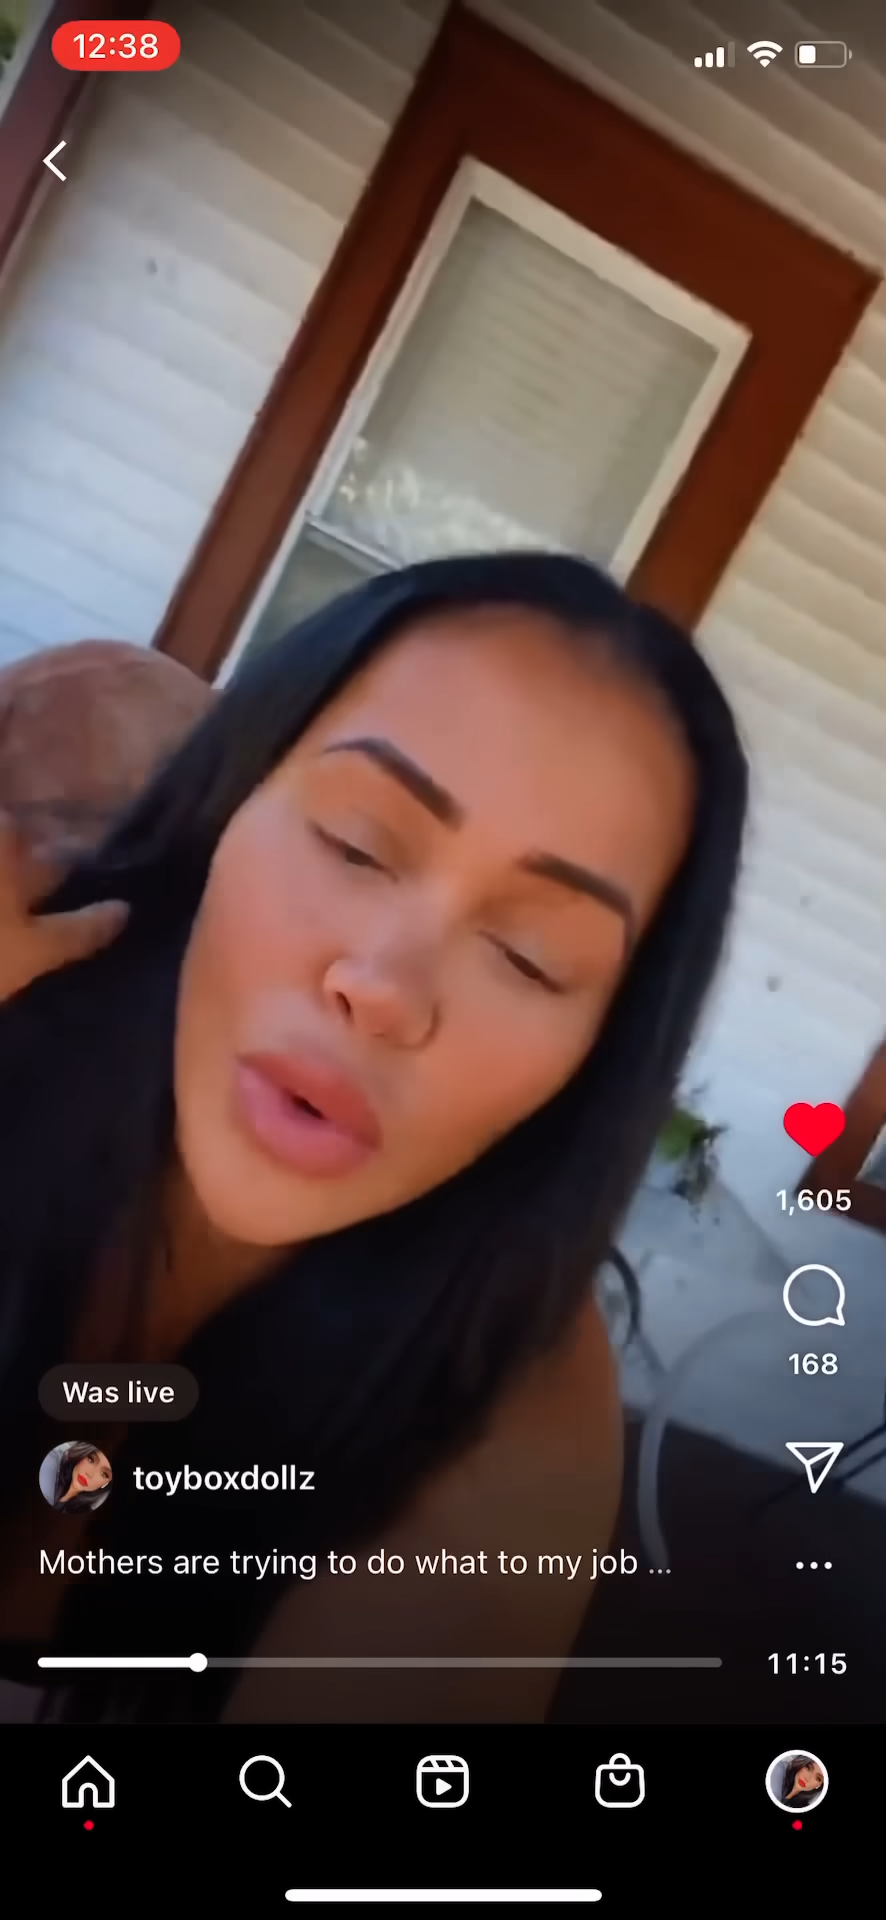 12:38
1,605
168
Was live
toyboxdollz
Mothers are trying to do what to my job ...
11:15